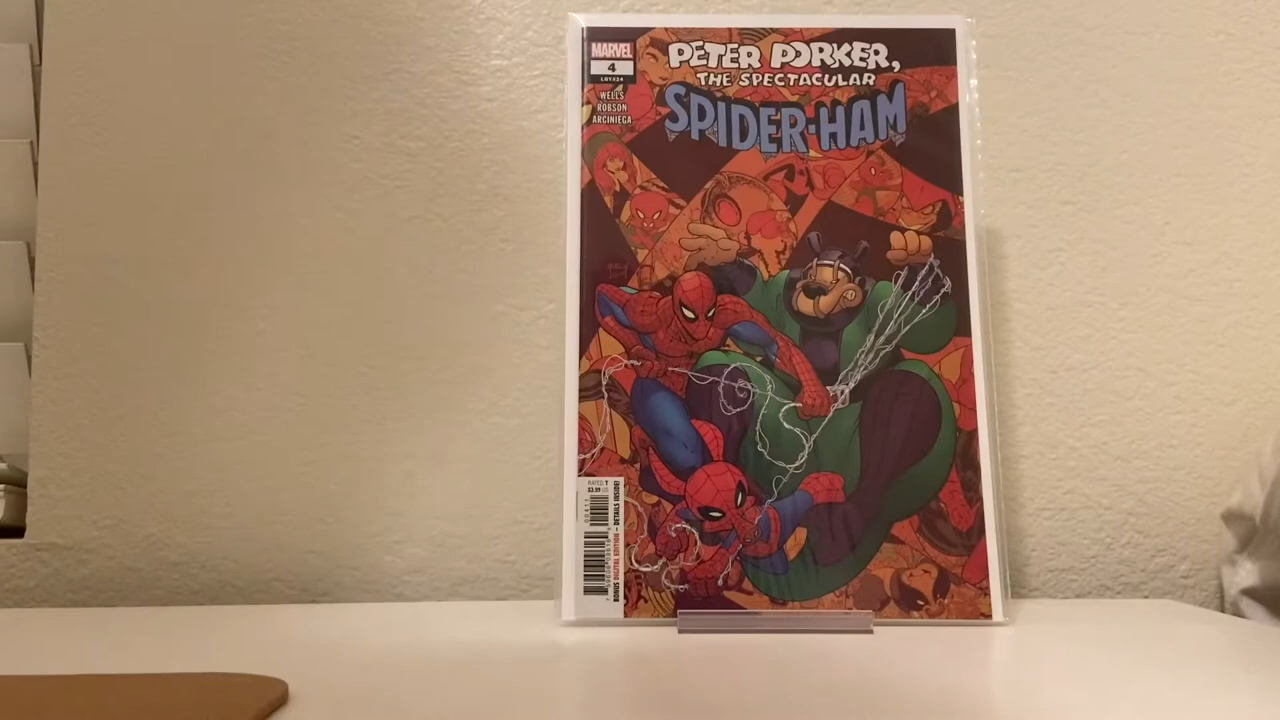 MARVEL
4
LGY#24
WELLS
ROBSON
ARCINIEGA
PETER PORKER,
THE SPECTACULAR
SPIDER-HAM
RATED T
$3.99 US
BONUS DIGITAL EDITION – DETAILS INSIDE!